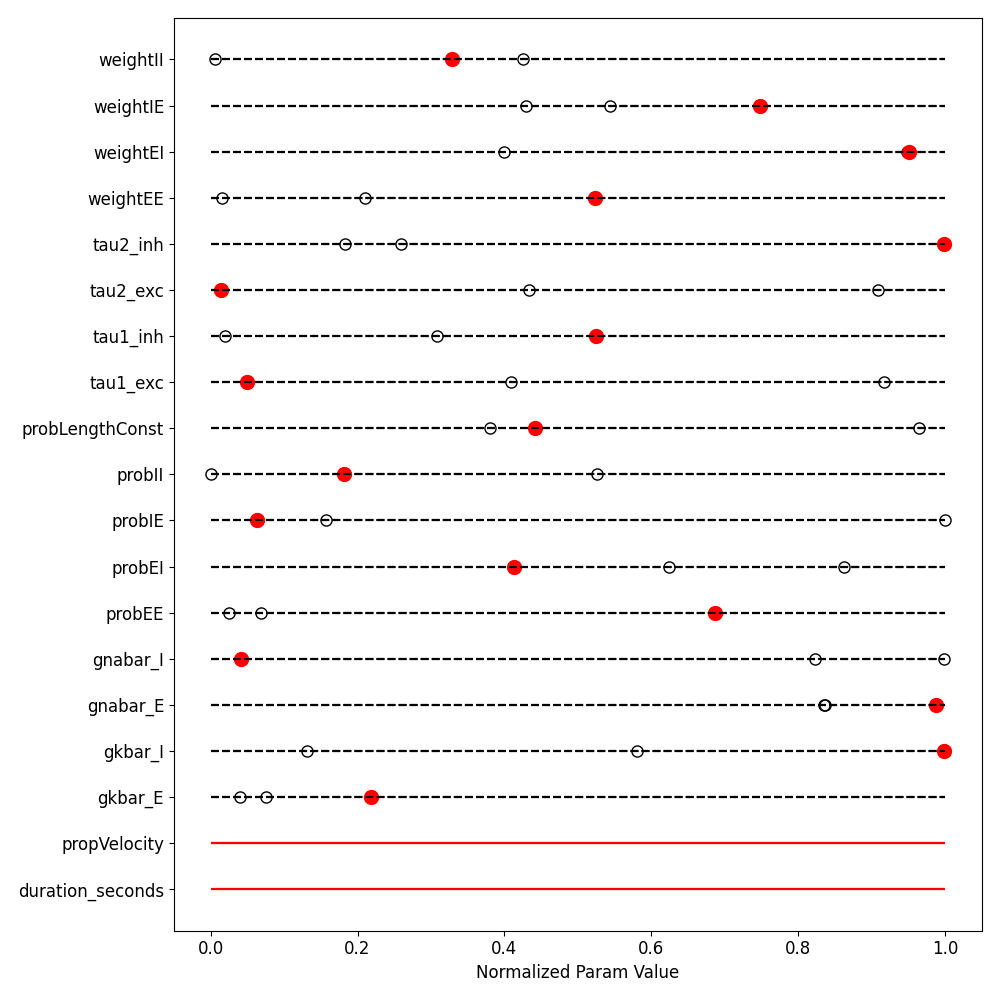 weightII
weightIE
weightEI
weightEE
tau2_inh
tau2_exc
tau1_inh
tau1_exc
probLengthConst
probII
probIE
probEI
probEE
gnabar_I
gnabar_E
gkbar_I
gkbar_E
propVelocity
duration_seconds
0.0 0.2 0.4 0.6 0.8 1.0
Normalized Param Value